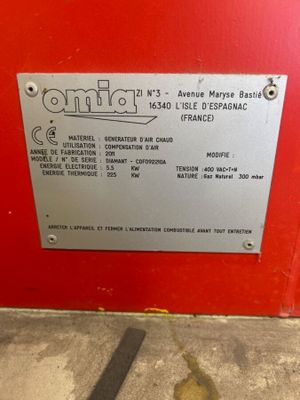 omia
ZI N°3 - Avenue Maryse Bastié
16340 L'ISLE D'ESPAGNAC
(FRANCE)
CE
MATERIEL : GENERATEUR D'AIR CHAUD
UTILISATION : COMPENSATION D'AIR
ANNEE DE FABRICATION : 2011 MODIFIE :
MODELE / N° DE SERIE : DIAMANT - CDF092210A
ENERGIE ELECTRIQUE : 5.5 KW TENSION : 400 VAC+T+N
ENERGIE THERMIQUE : 225 KW NATURE : Gaz Naturel 300 mbar
ARRETER L'APPAREIL ET FERMER L'ALIMENTATION COMBUSTIBLE AVANT TOUT ENTRETIEN